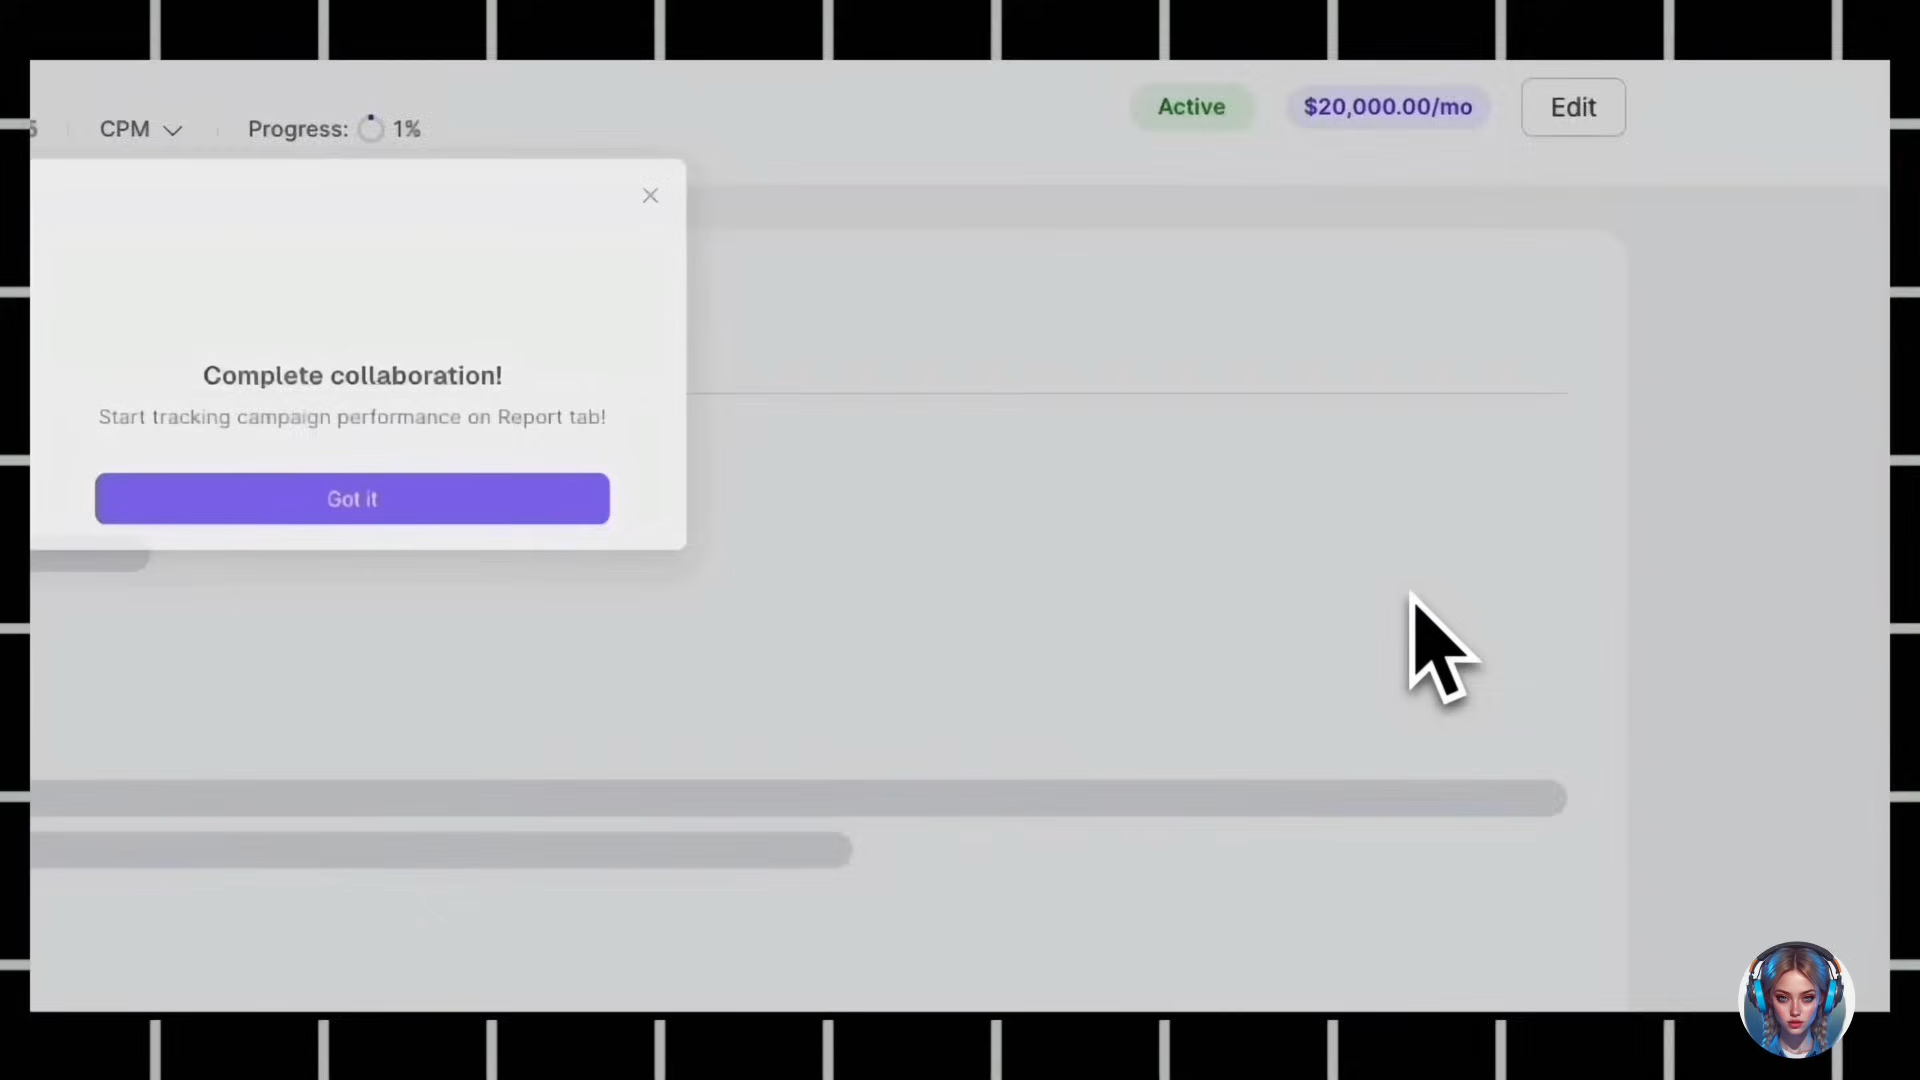 Active
$20,000.00/mo
Edit
CPM
Progress:
1%
Complete collaboration!
Start tracking campaign performance on Report tab!
Got it